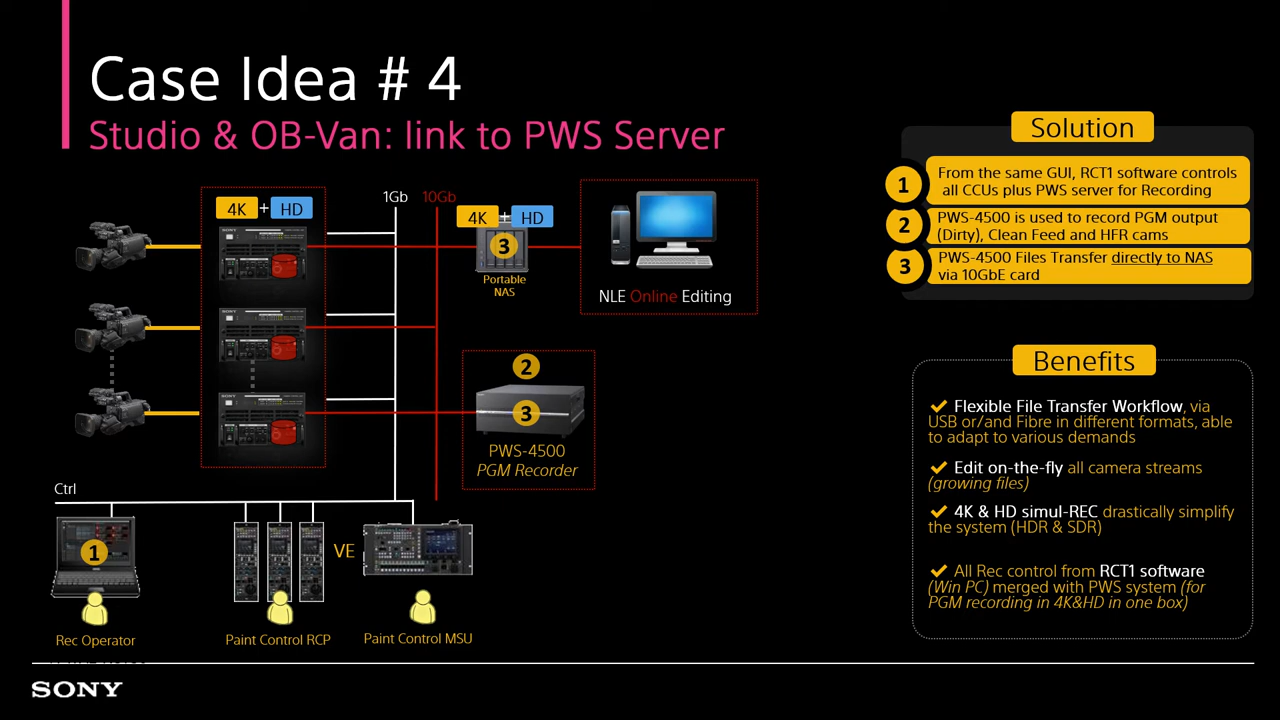 Case Idea # 4
Studio & OB-Van: link to PWS Server
4K + HD
1Gb
10Gb
4K + HD
3
Portable
NAS
NLE Online Editing
2
3
PWS-4500
PGM Recorder
Ctrl
1
VE
Rec Operator
Paint Control RCP
Paint Control MSU
Solution
1
From the same GUI, RCT1 software controls
all CCUs plus PWS server for Recording
2
PWS-4500 is used to record PGM output
(Dirty), Clean Feed and HFR cams
3
PWS-4500 Files Transfer directly to NAS
via 10GbE card
Benefits
Flexible File Transfer Workflow, via
USB or/and Fibre in different formats, able
to adapt to various demands
Edit on-the-fly all camera streams
(growing files)
4K & HD simul-REC drastically simplify
the system (HDR & SDR)
All Rec control from RCT1 software
(Win PC) merged with PWS system (for
PGM recording in 4K&HD in one box)
SONY